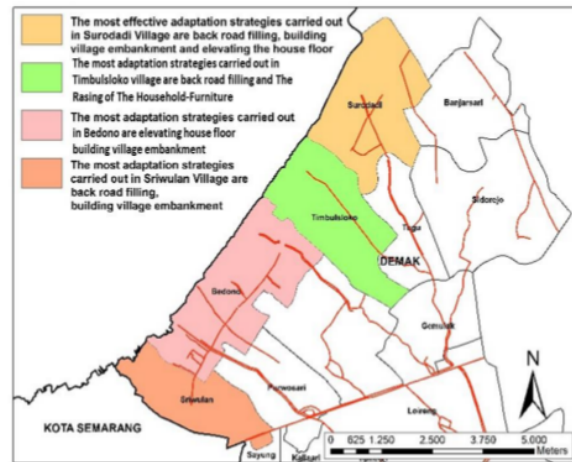 The most effective adaptation strategies carried out
in Surodadi Village are back road filling, building
village embankment and elevating the house floor
The most adaptation strategies carried out in
Timbulsloko village are back road filling and The
Rasing of The Household-Furniture
The most adaptation strategies carried out
in Bedono are elevating house floor
building village embankment
The most adaptation strategies
carried out in Sriwulan Village are
back road filling,
building village embankment
Surodadi
Banjarsari
Sidorejo
Timbulsloko
Tugu
DEMAK
Bedono
Gemulak
Purwosari
Sriwulan
Loireng
N
KOTA SEMARANG
Sayung
Kalisari
0 625 1.250 2.500 3.750 5.000
Meters